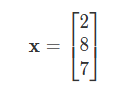 x = [2
8
7]